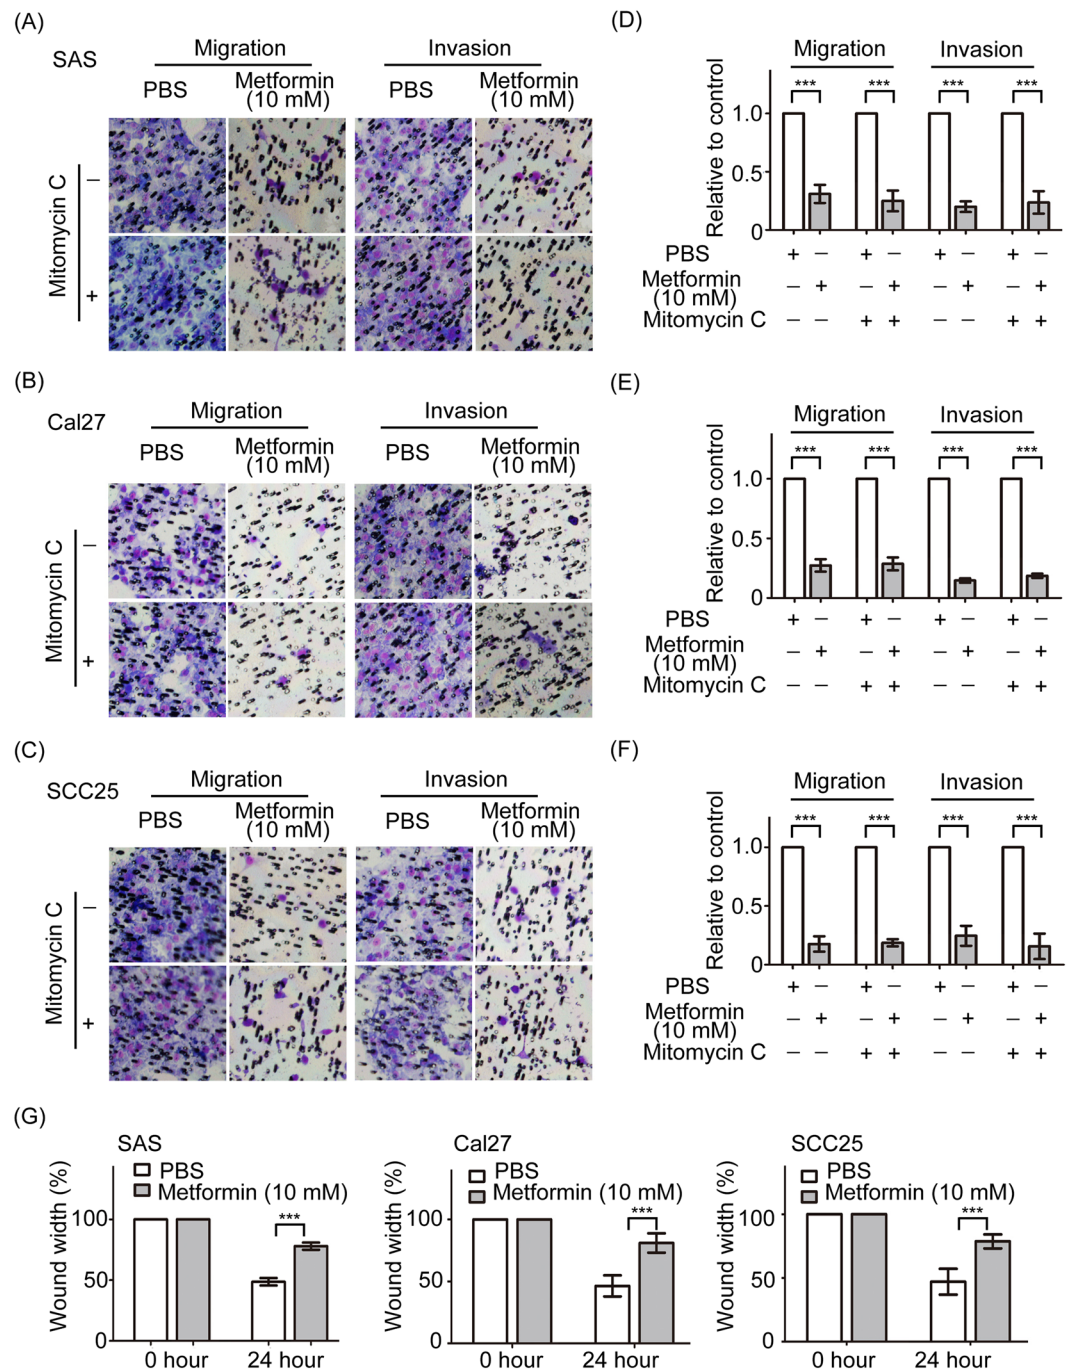 (A)
SAS
Migration
Invasion
PBS
Metformin
(10 mM)
PBS
Metformin
(10 mM)
Mitomycin C
−
+
(D)
Migration
Invasion
*** *** *** ***
Relative to control
1.0
0.5
0
PBS + − + − + − + −
Metformin
(10 mM) − + − + − + − +
Mitomycin C − − + + − − + +
(B)
Cal27
Migration
Invasion
PBS
Metformin
(10 mM)
PBS
Metformin
(10 mM)
Mitomycin C
−
+
(E)
Migration
Invasion
*** *** *** ***
Relative to control
1.0
0.5
0
PBS + − + − + − + −
Metformin
(10 mM) − + − + − + − +
Mitomycin C − − + + − − + +
(C)
SCC25
Migration
Invasion
PBS
Metformin
(10 mM)
PBS
Metformin
(10 mM)
Mitomycin C
−
+
(F)
Migration
Invasion
*** *** *** ***
Relative to control
1.0
0.5
0
PBS + − + − + − + −
Metformin
(10 mM) − + − + − + − +
Mitomycin C − − + + − − + +
(G)
SAS
PBS
Metformin (10 mM)
***
Wound width (%)
100
50
0
0 hour 24 hour
Cal27
PBS
Metformin (10 mM)
***
Wound width (%)
100
50
0
0 hour 24 hour
SCC25
PBS
Metformin (10 mM)
***
Wound width (%)
100
50
0
0 hour 24 hour